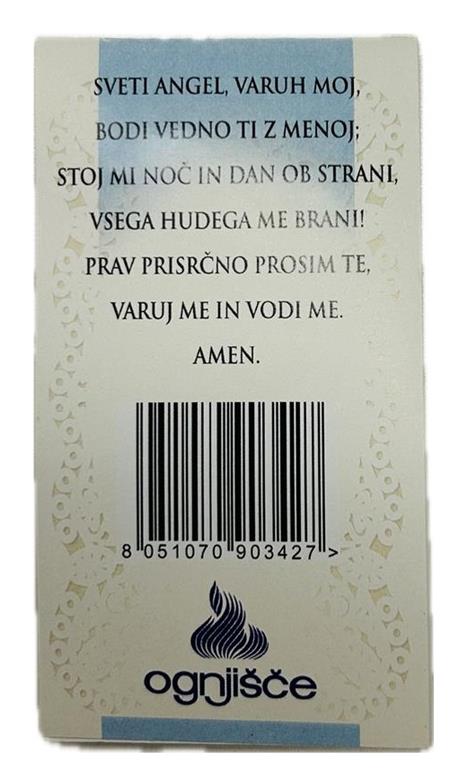 SVETI ANGEL, VARUH MOJ,
BODI VEDNO TI Z MENOJ;
STOJ MI NOČ IN DAN OB STRANI,
VSEGA HUDEGA ME BRANI!
PRAV PRISRČNO PROSIM TE,
VARUJ ME IN VODI ME.
AMEN.
8 051070 903427 >
ognjišče